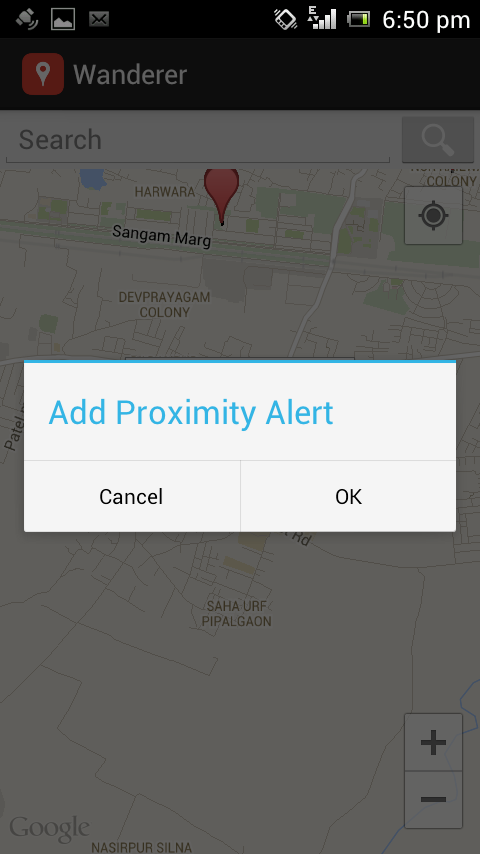 E
6:50 pm
Wanderer
Search
COLONY
HARWARA
Sangam Marg
DEVPRAYAGAM
COLONY
Patel
Add Proximity Alert
Cancel
OK
Rd
SAHA URF
PIPALGAON
Google
NASIRPUR SILNA